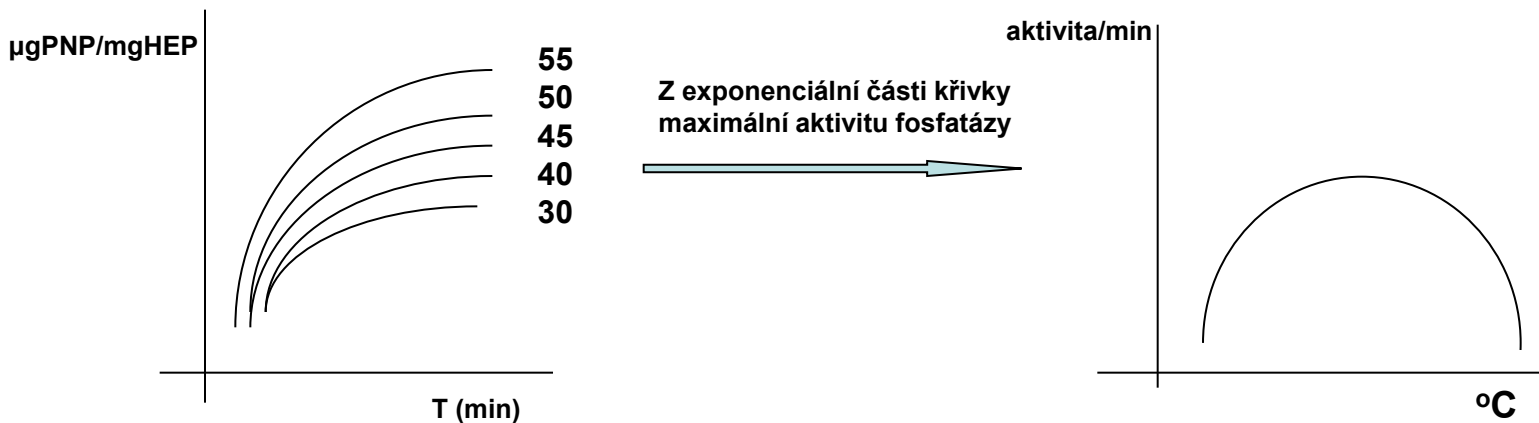 µgPNP/mgHEP
55
50
45
40
30
T (min)
Z exponenciální části křivky
maximální aktivitu fosfatázy
aktivita/min
ºC